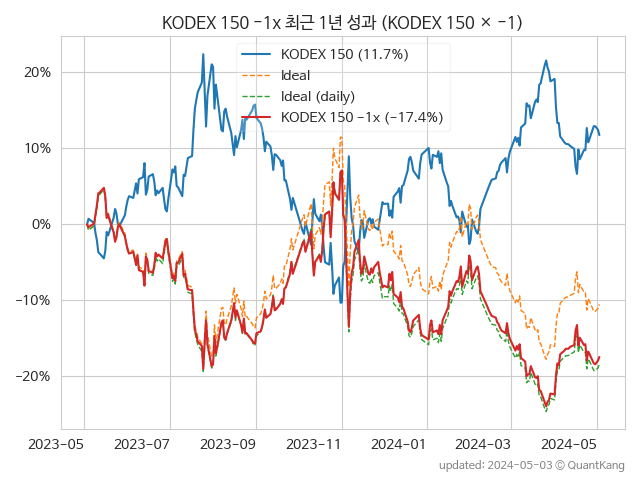 KODEX 150 −1x 최근 1년 성과 (KODEX 150 × −1)
KODEX 150 (11.7%)
Ideal
Ideal (daily)
KODEX 150 −1x (−17.4%)
20%
10%
0%
−10%
−20%
2023−05 2023−07 2023−09 2023−11 2024−01 2024−03 2024−05
updated: 2024-05-03 © QuantKang